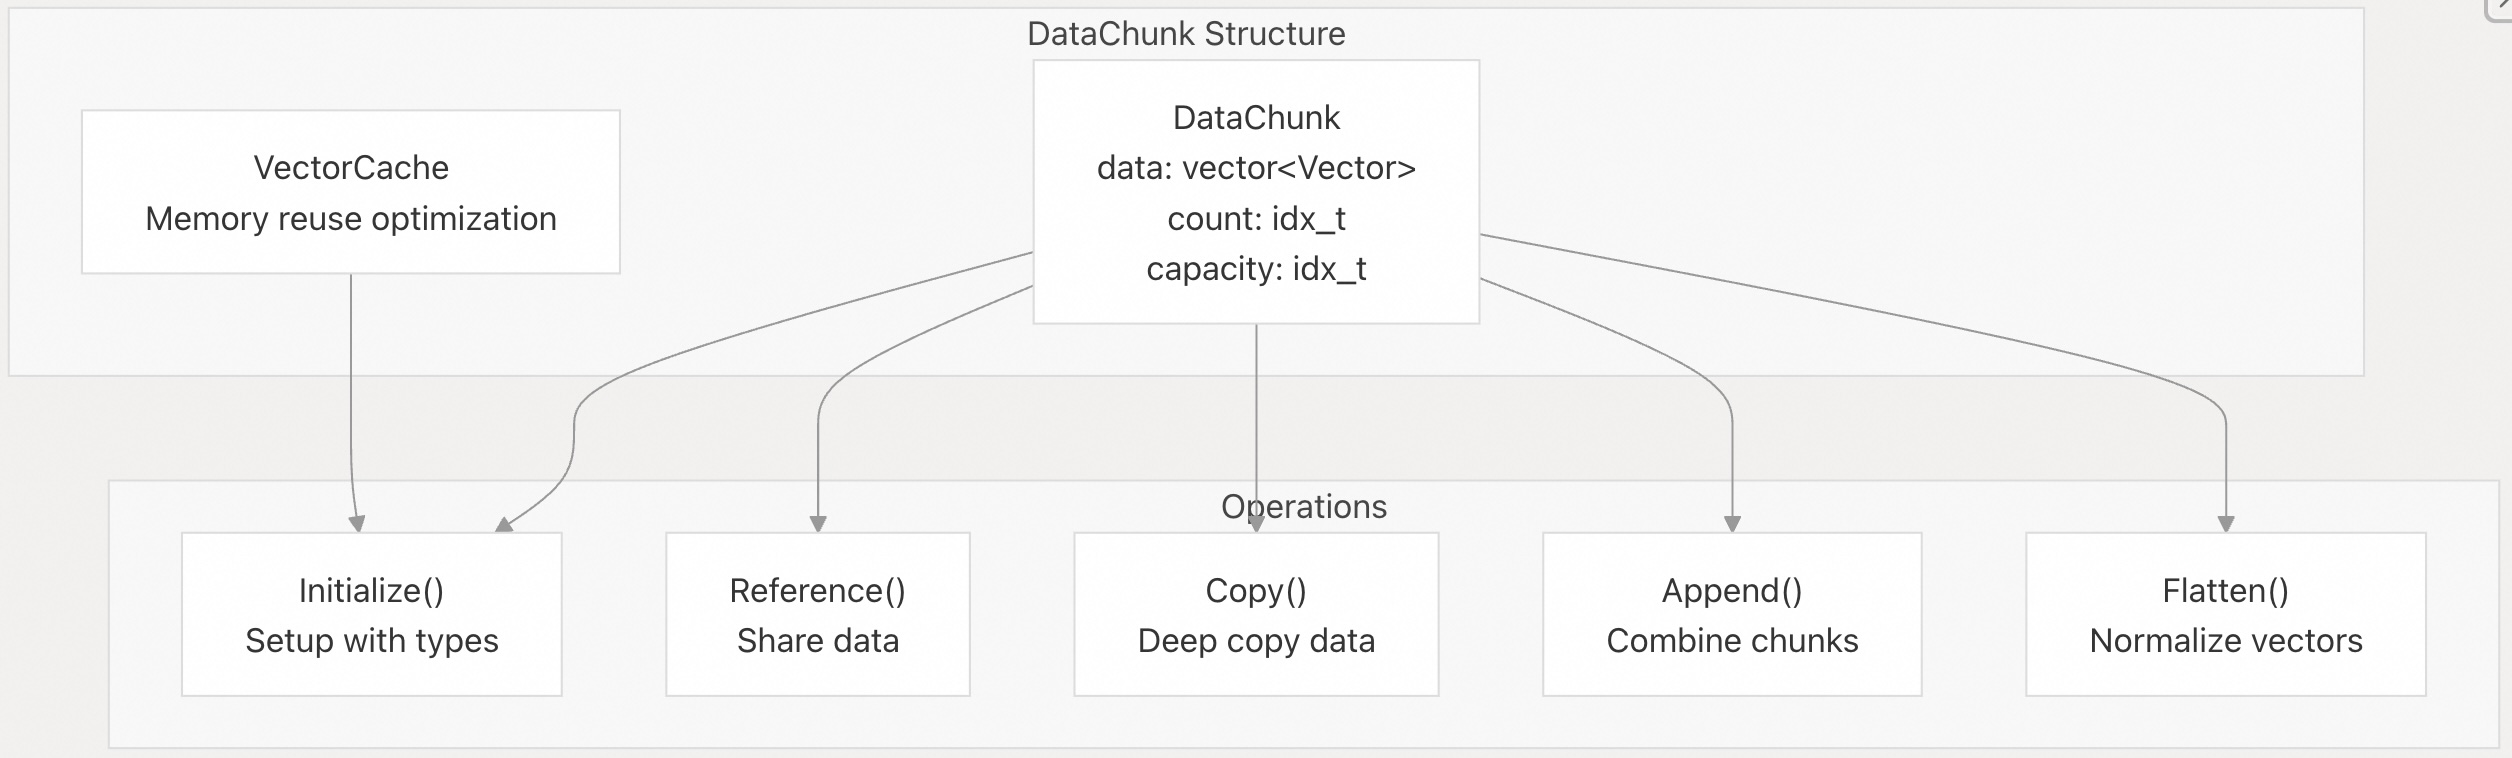 DataChunk Structure
VectorCache
Memory reuse optimization
DataChunk
data: vector<Vector>
count: idx_t
capacity: idx_t
Operations
Initialize()
Setup with types
Reference()
Share data
Copy()
Deep copy data
Append()
Combine chunks
Flatten()
Normalize vectors